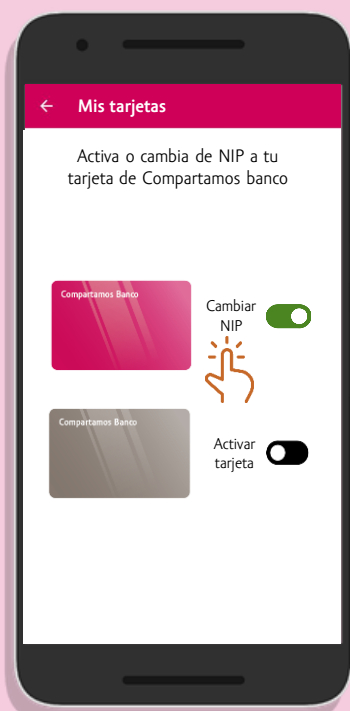 Mis tarjetas
Activa o cambia de NIP a tu
tarjeta de Compartamos banco
Compartamos Banco
Cambiar
NIP
Compartamos Banco
Activar
tarjeta